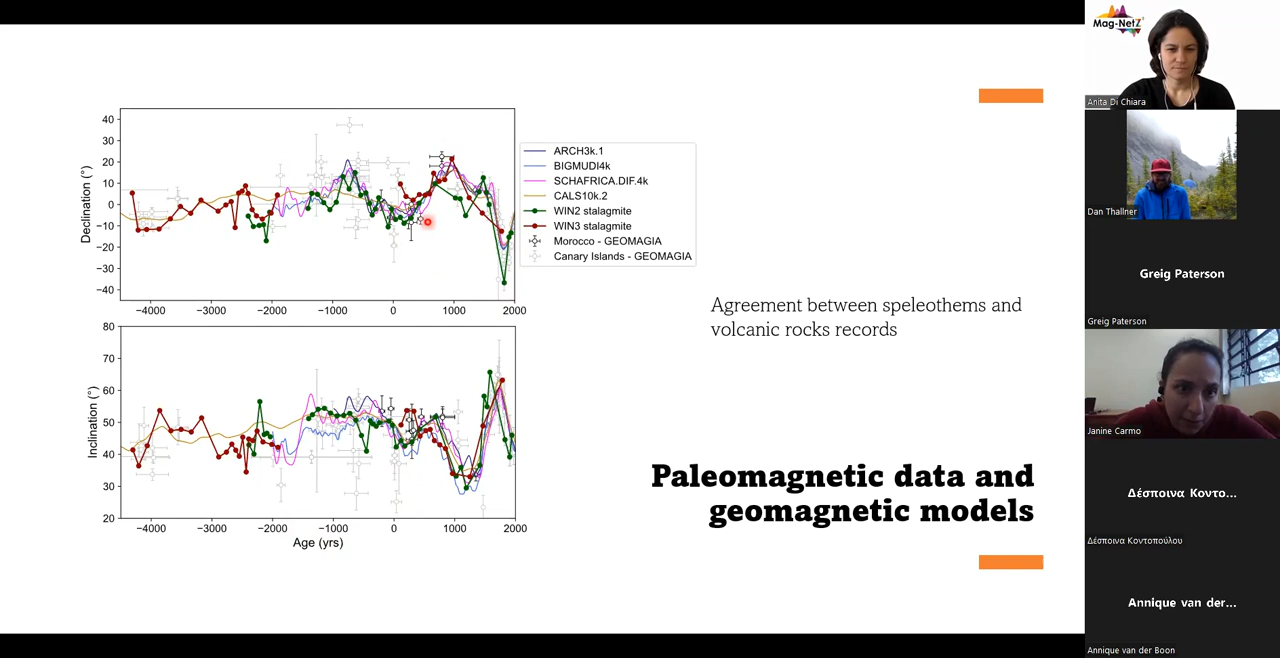 40
30
20
10
0
−10
−20
−30
−40
Declination (°)
−4000 −3000 −2000 −1000 0 1000 2000
ARCH3k.1
BIGMUDI4k
SCHAFRICA.DIF.4k
CALS10k.2
WIN2 stalagmite
WIN3 stalagmite
Morocco - GEOMAGIA
Canary Islands - GEOMAGIA
80
70
60
50
40
30
20
Inclination (°)
−4000 −3000 −2000 −1000 0 1000 2000
Age (yrs)
Agreement between speleothems and
volcanic rocks records
Paleomagnetic data and
geomagnetic models
Mag-NetZ
Anita Di Chiara
Dan Thallner
Greig Paterson
Greig Paterson
Janine Carmo
Δέσποινα Κοντο...
Δέσποινα Κοντοπούλου
Annique van der...
Annique van der Boon